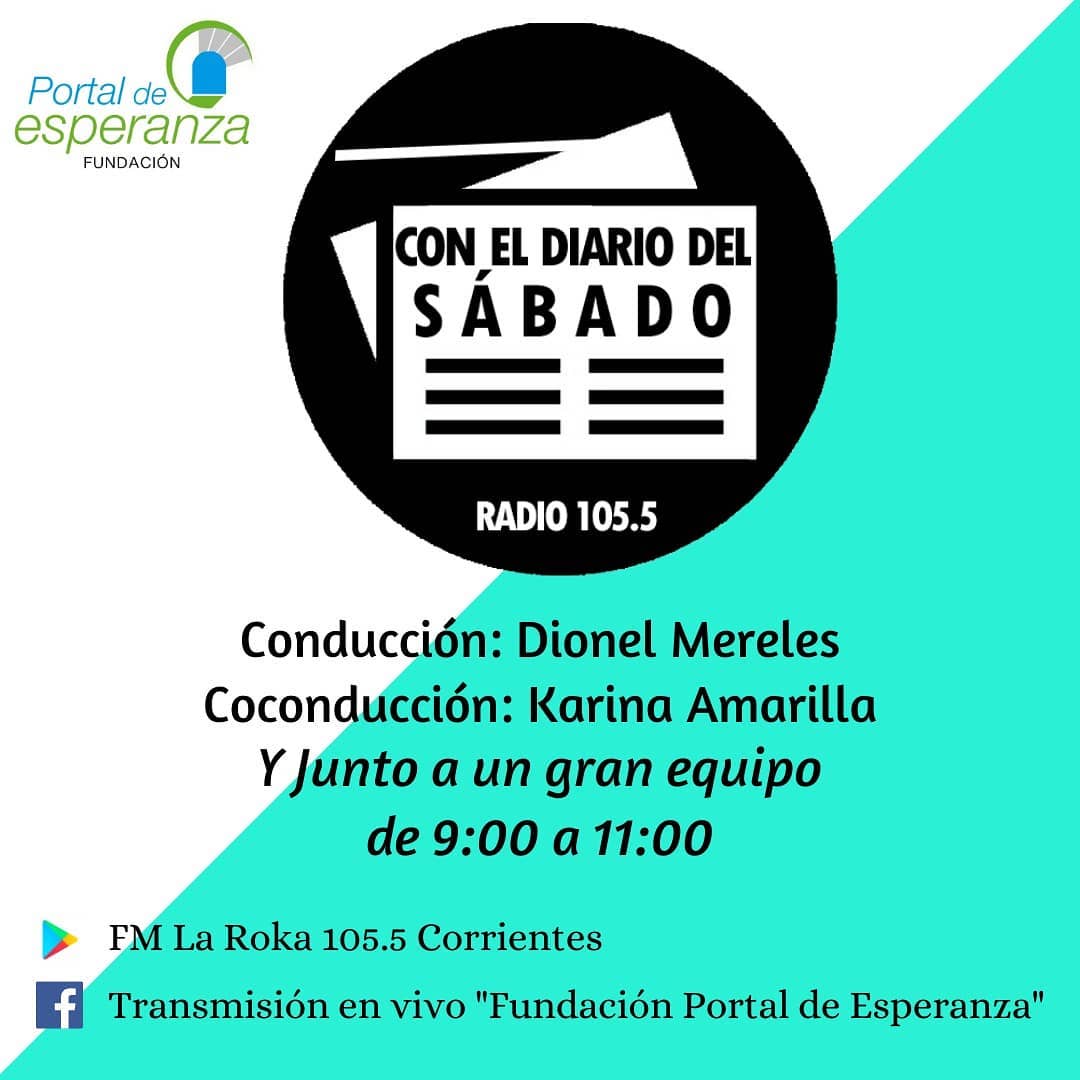 Portal de
esperanza
FUNDACIÓN
CON EL DIARIO DEL
SÁBADO
RADIO 105.5
Conducción: Dionel Mereles
Coconducción: Karina Amarilla
Y Junto a un gran equipo
de 9:00 a 11:00
FM La Roka 105.5 Corrientes
Transmisión en vivo "Fundación Portal de Esperanza"